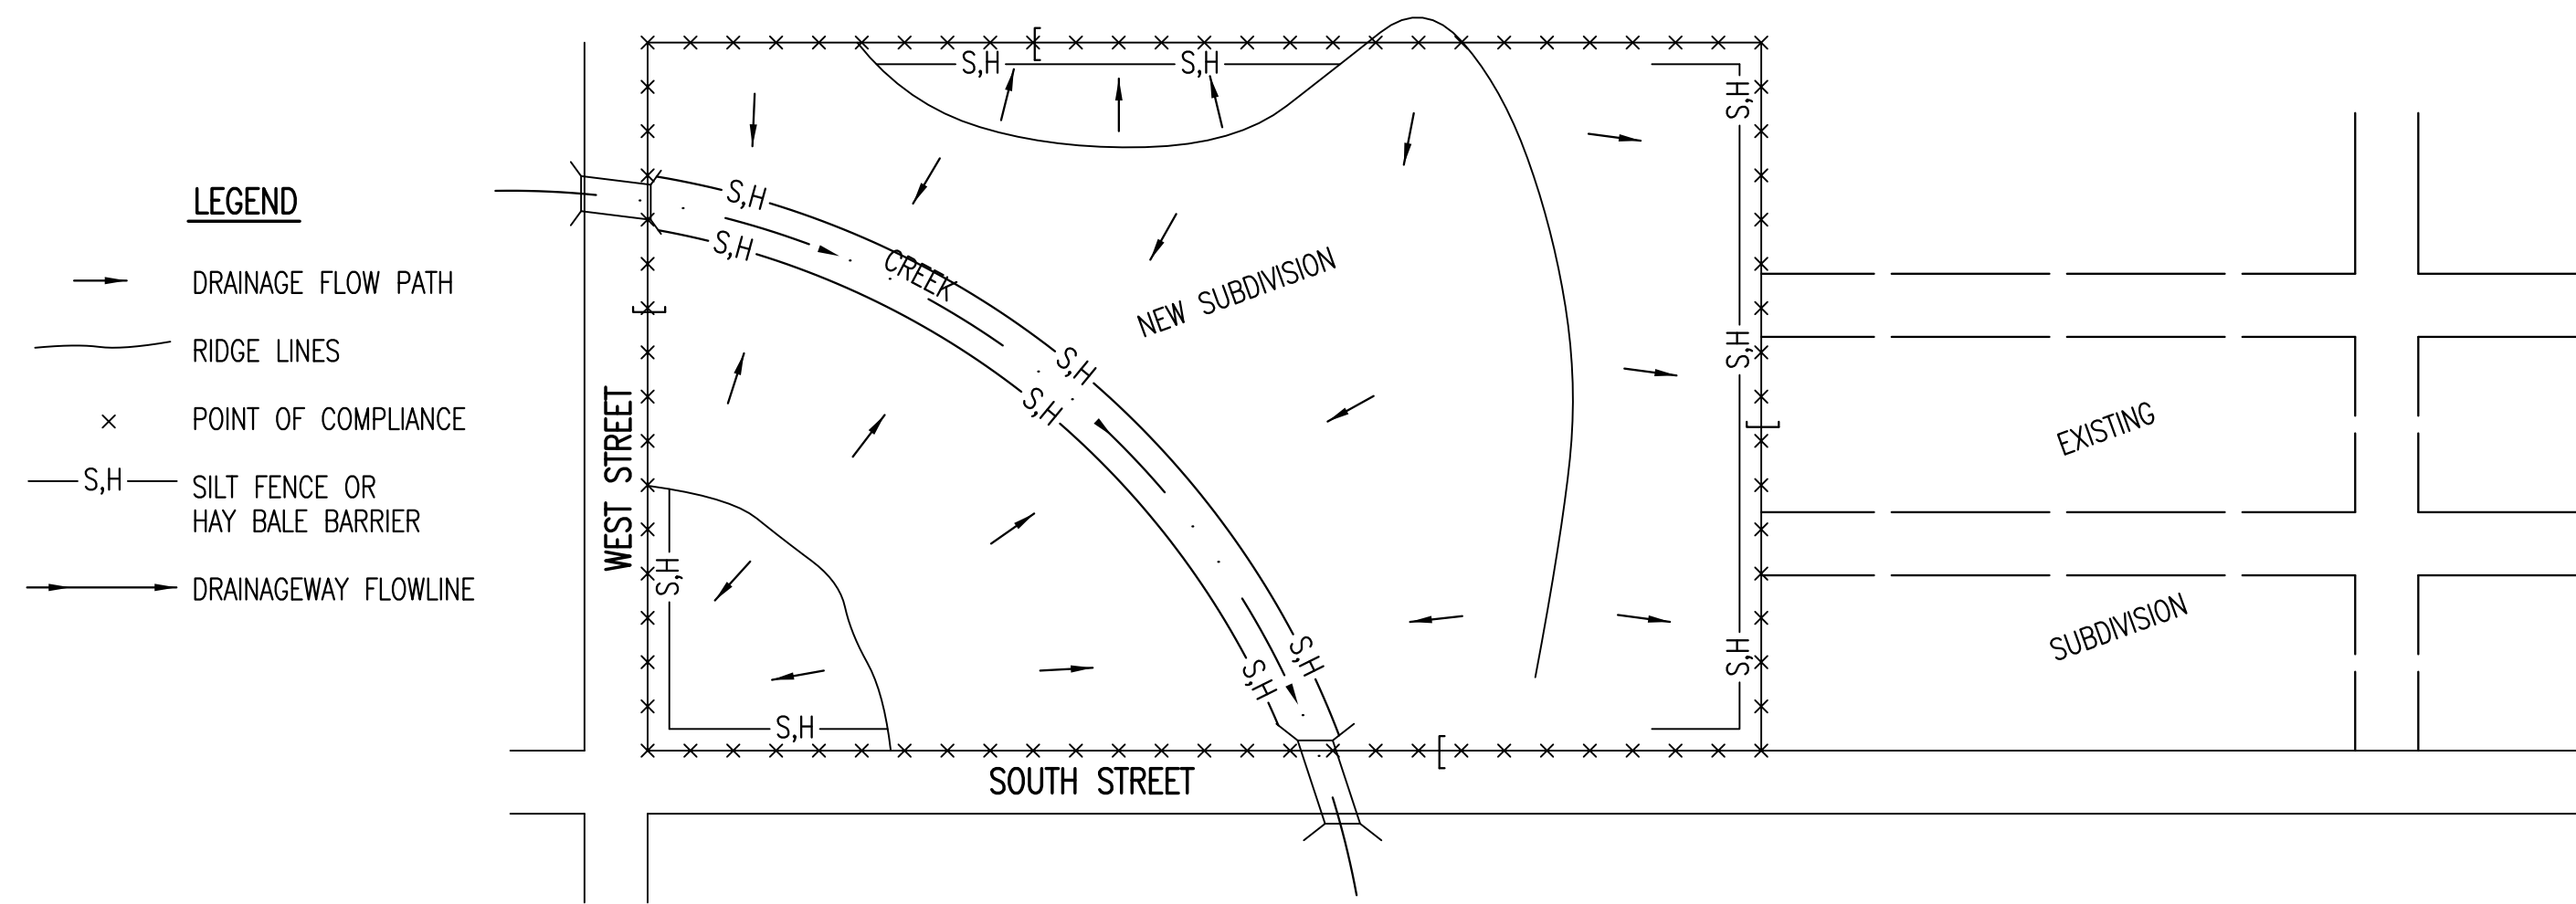 LEGEND
DRAINAGE FLOW PATH
RIDGE LINES
POINT OF COMPLIANCE
S,H
SILT FENCE OR
HAY BALE BARRIER
DRAINAGEWAY FLOWLINE
S,H
S,H
S,H
S,H
S,H
CREEK
NEW SUBDIVISION
S,H
S,H
S,H
WEST STREET
S,H
EXISTING
S,H
S,H
S,H
S,H
SUBDIVISION
S,H
SOUTH STREET